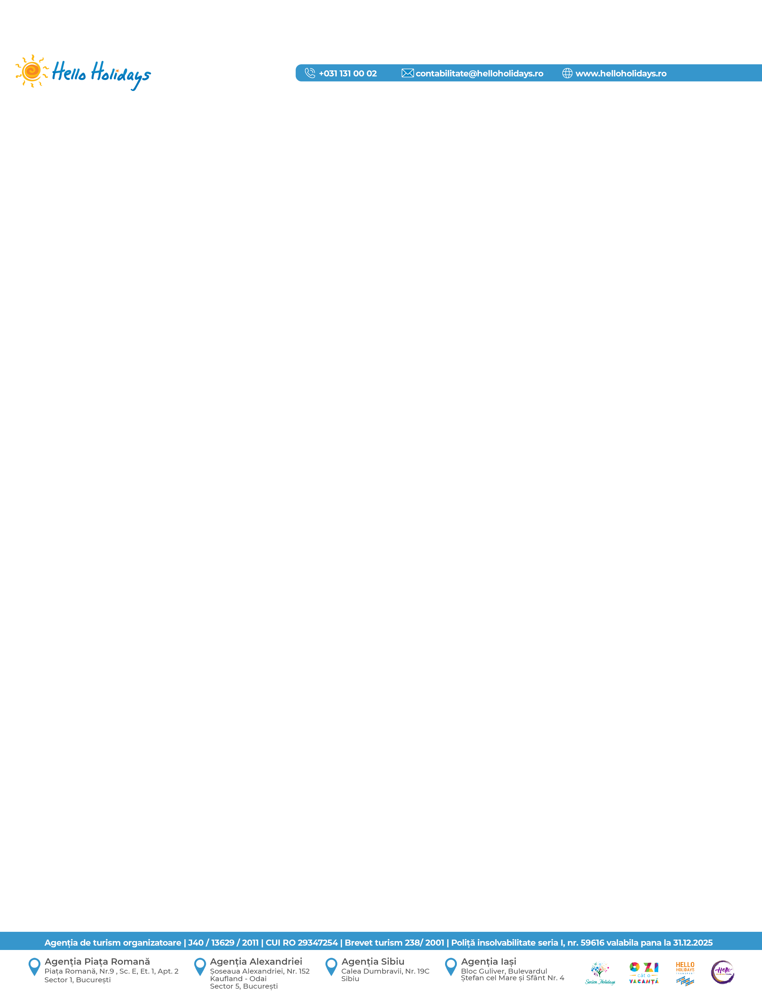 Hello Holidays
+031 131 00 02
contabilitate@helloholidays.ro
www.helloholidays.ro
Agenția de turism organizatoare | J40 / 13629 / 2011 | CUI RO 29347254 | Brevet turism 238/ 2001 | Poliță insolvabilitate seria I, nr. 59616 valabila pana la 31.12.2025
Agenția Piața Romană
Piața Romană, Nr.9 , Sc. E, Et. 1, Apt. 2
Sector 1, București
Agenția Alexandriei
Șoseaua Alexandriei, Nr. 152
Kaufland - Odai
Sector 5, București
Agenția Sibiu
Calea Dumbravii, Nr. 19C
Sibiu
Agenția Iași
Bloc Guliver, Bulevardul
Ștefan cel Mare și Sfânt Nr. 4
Senior Holidays
O ZI
cât o
VACANȚĂ
HELLO
HOLIDAYS
TRANSPORT
Hello